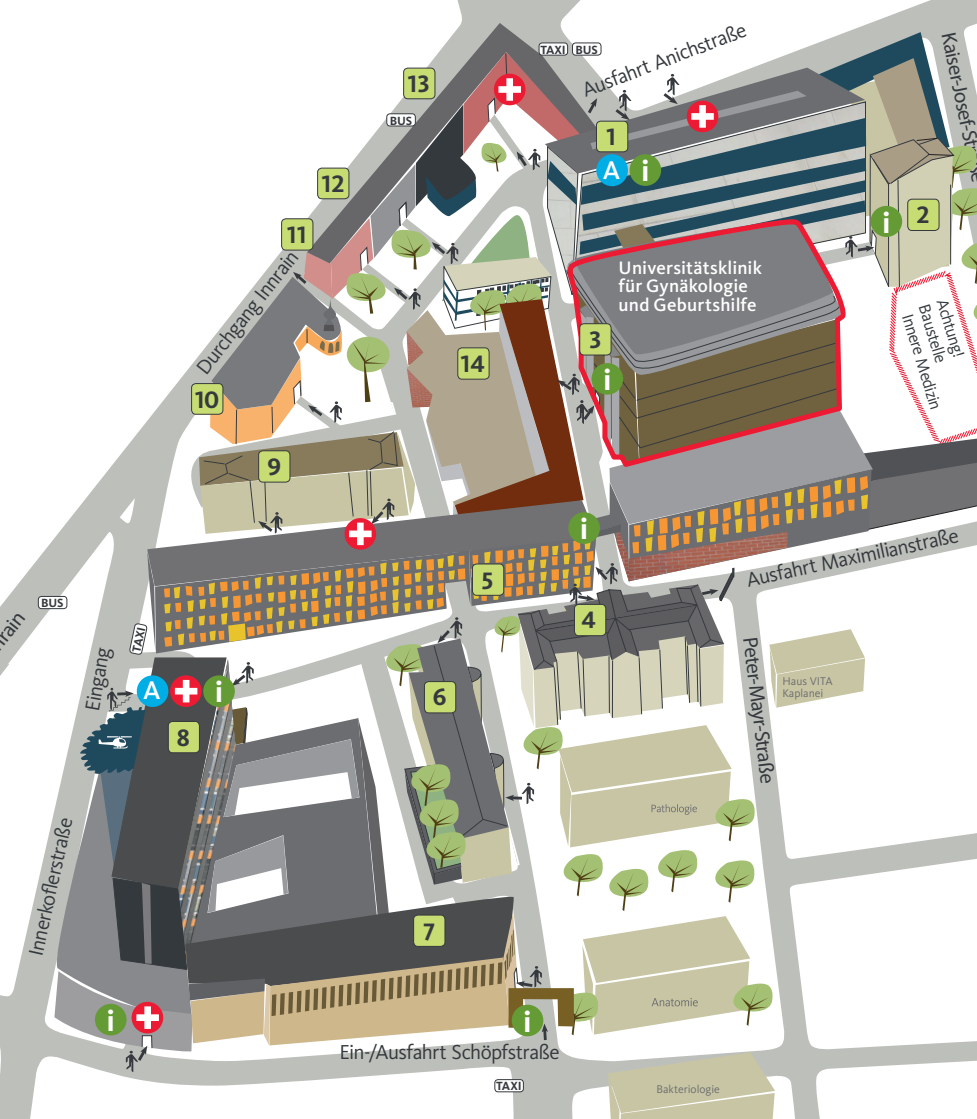 TAXI
BUS
Ausfahrt Anichstraße
Kaiser-Josef-Straße
13
BUS
1
A
i
12
2
i
11
Durchgang Innrain
Universitätsklinik
für Gynäkologie
und Geburtshilfe
Achtung!
Baustelle
Innere Medizin
3
i
14
10
9
i
5
Ausfahrt Maximilianstraße
BUS
TAXI
4
rain
Eingang
A
i
6
Peter-Mayr-Straße
Haus VITA
Kaplanei
8
Pathologie
Innerkoflerstraße
7
Anatomie
i
i
Ein-/Ausfahrt Schöpfstraße
TAXI
Bakteriologie